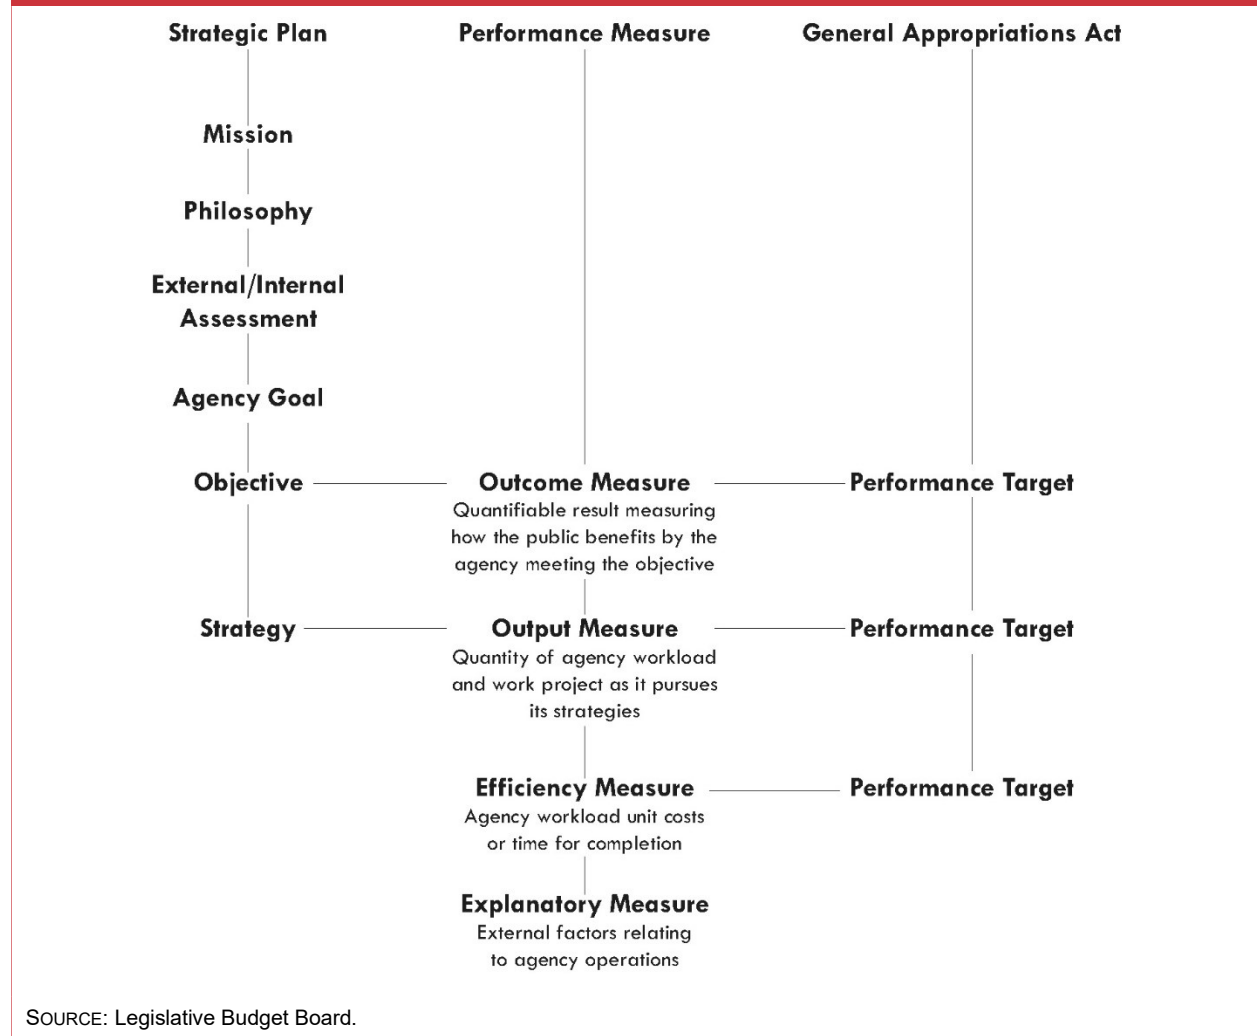 Strategic Plan
Performance Measure
General Appropriations Act
Mission
Philosophy
External/Internal
Assessment
Agency Goal
Objective
Outcome Measure
Performance Target
Quantifiable result measuring
how the public benefits by the
agency meeting the objective
Strategy
Output Measure
Performance Target
Quantity of agency workload
and work project as it pursues
its strategies
Efficiency Measure
Performance Target
Agency workload unit costs
or time for completion
Explanatory Measure
External factors relating
to agency operations
SOURCE: Legislative Budget Board.